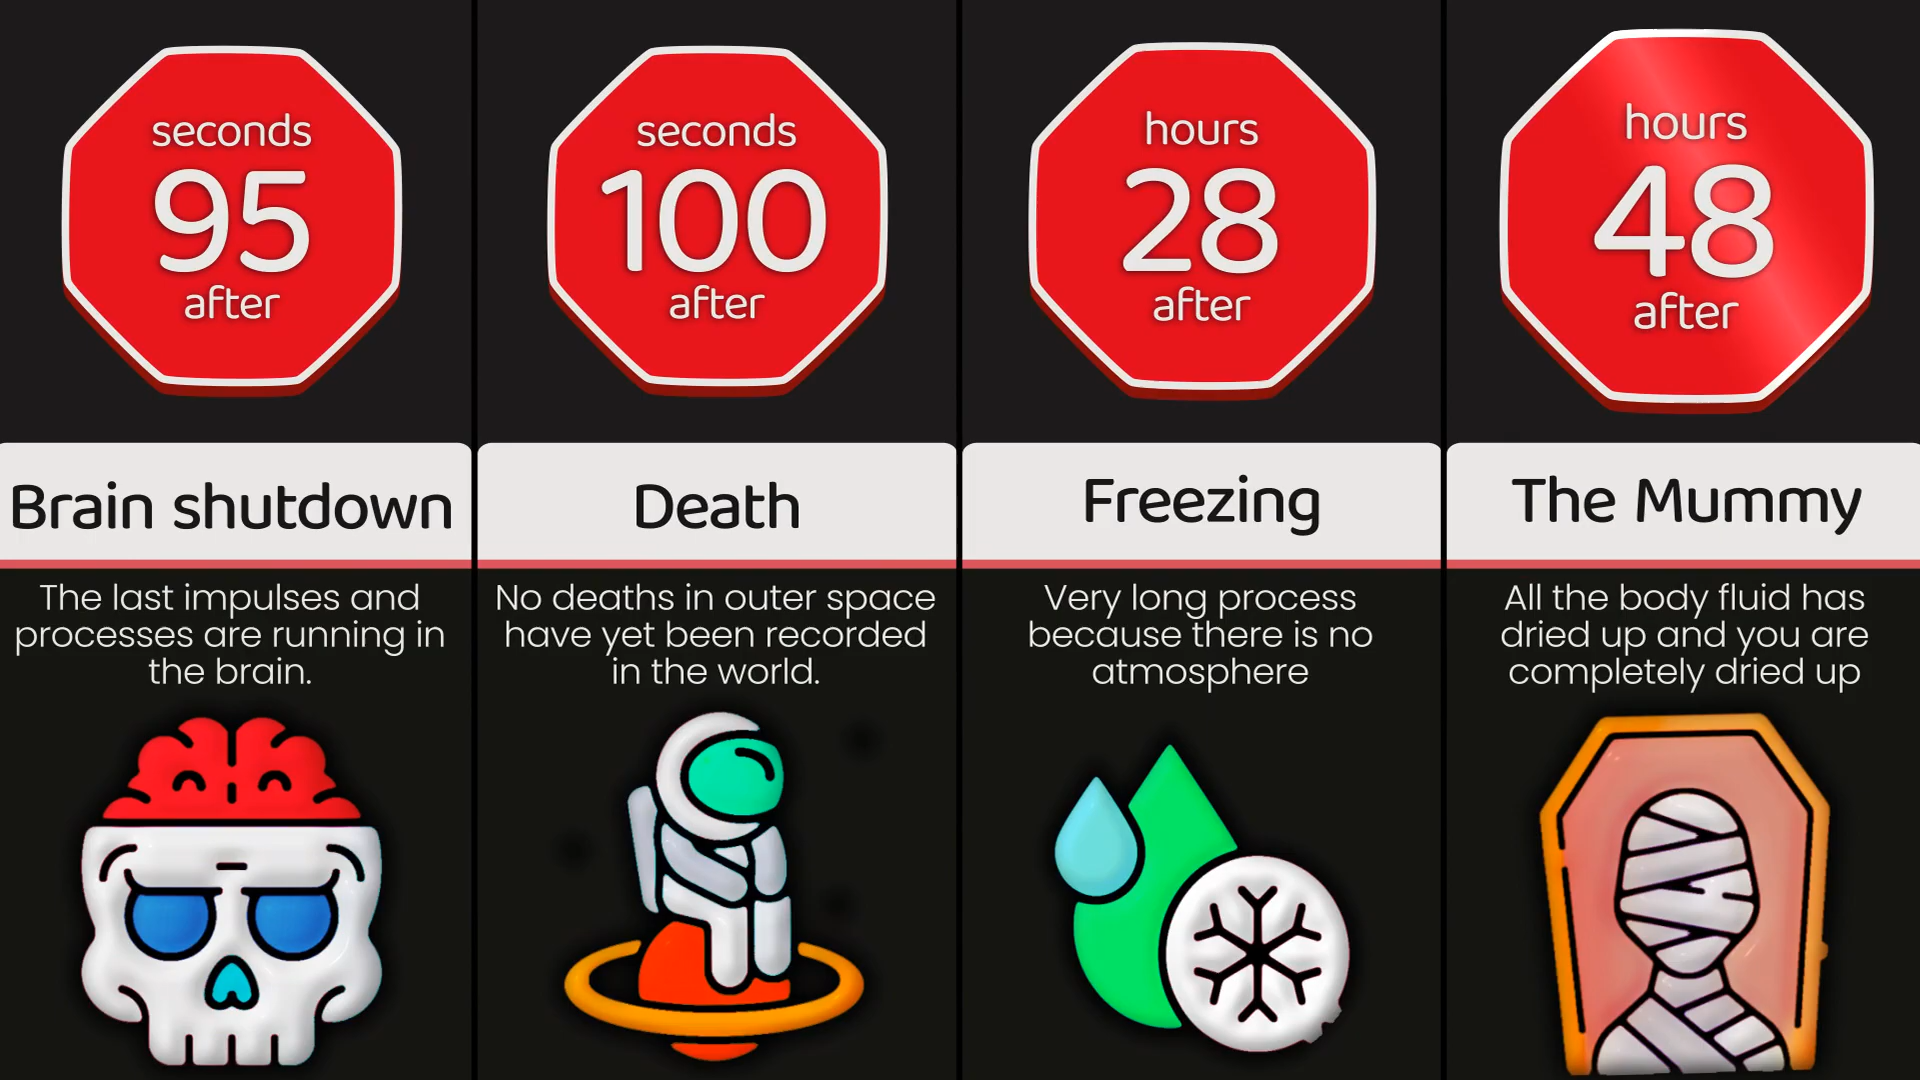 seconds
95
after
Brain shutdown
The last impulses and
processes are running in
the brain.
seconds
100
after
Death
No deaths in outer space
have yet been recorded
in the world.
hours
28
after
Freezing
Very long process
because there is no
atmosphere
hours
48
after
The Mummy
All the body fluid has
dried up and you are
completely dried up